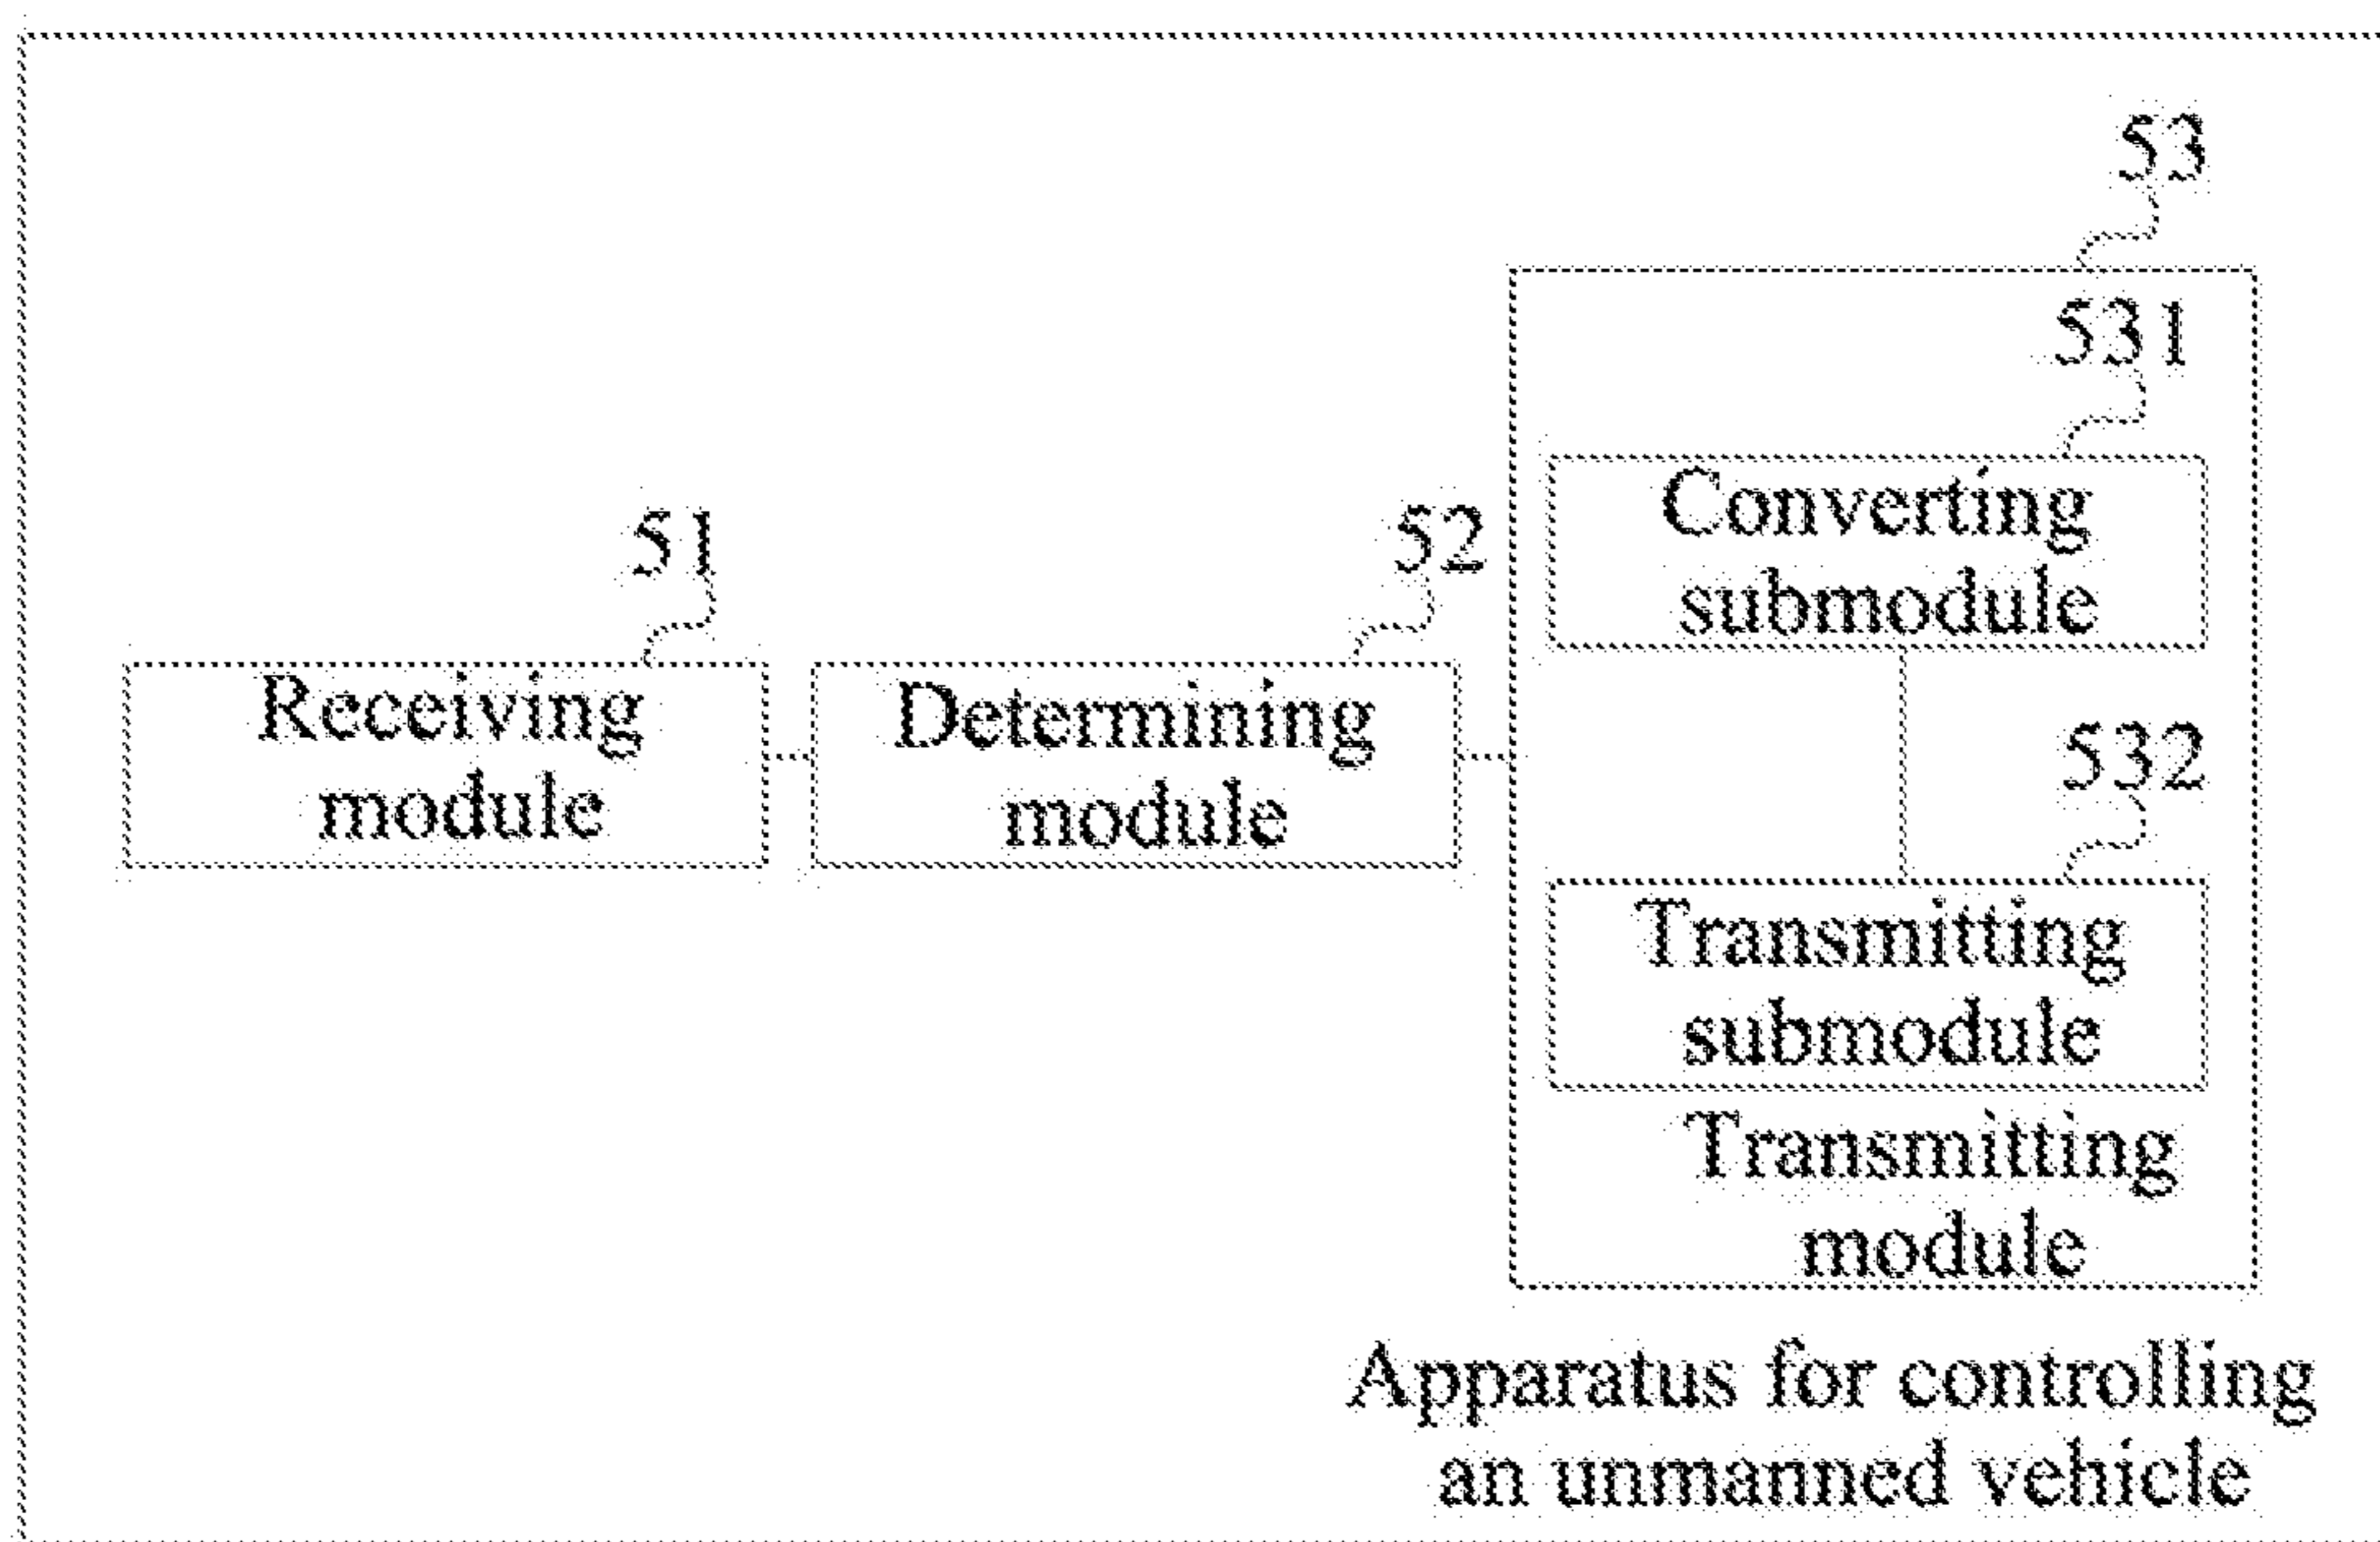 53
531
Converting
submodule
51
52
Receiving
module
Determining
module
532
Transmitting
submodule
Transmitting
module
Apparatus for controlling
an unmanned vehicle